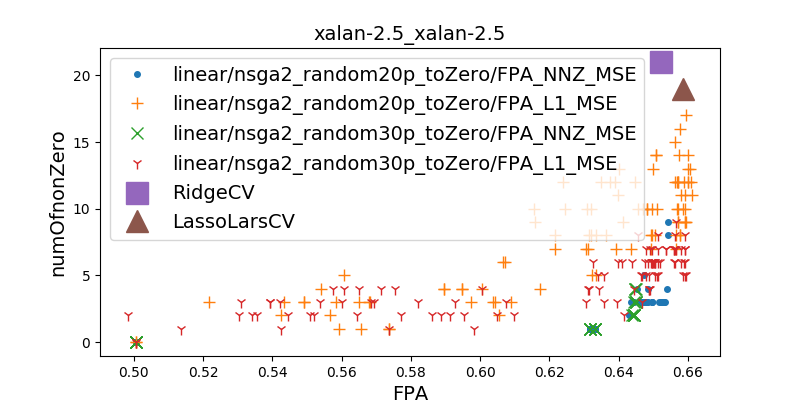 xalan-2.5_xalan-2.5
linear/nsga2_random20p_toZero/FPA_NNZ_MSE
linear/nsga2_random20p_toZero/FPA_L1_MSE
linear/nsga2_random30p_toZero/FPA_NNZ_MSE
linear/nsga2_random30p_toZero/FPA_L1_MSE
RidgeCV
LassoLarsCV
numOfnonZero
20
15
10
5
0
0.50 0.52 0.54 0.56 0.58 0.60 0.62 0.64 0.66
FPA